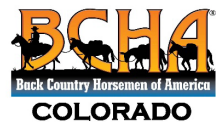 BCHA®
Back Country Horsemen of America
COLORADO